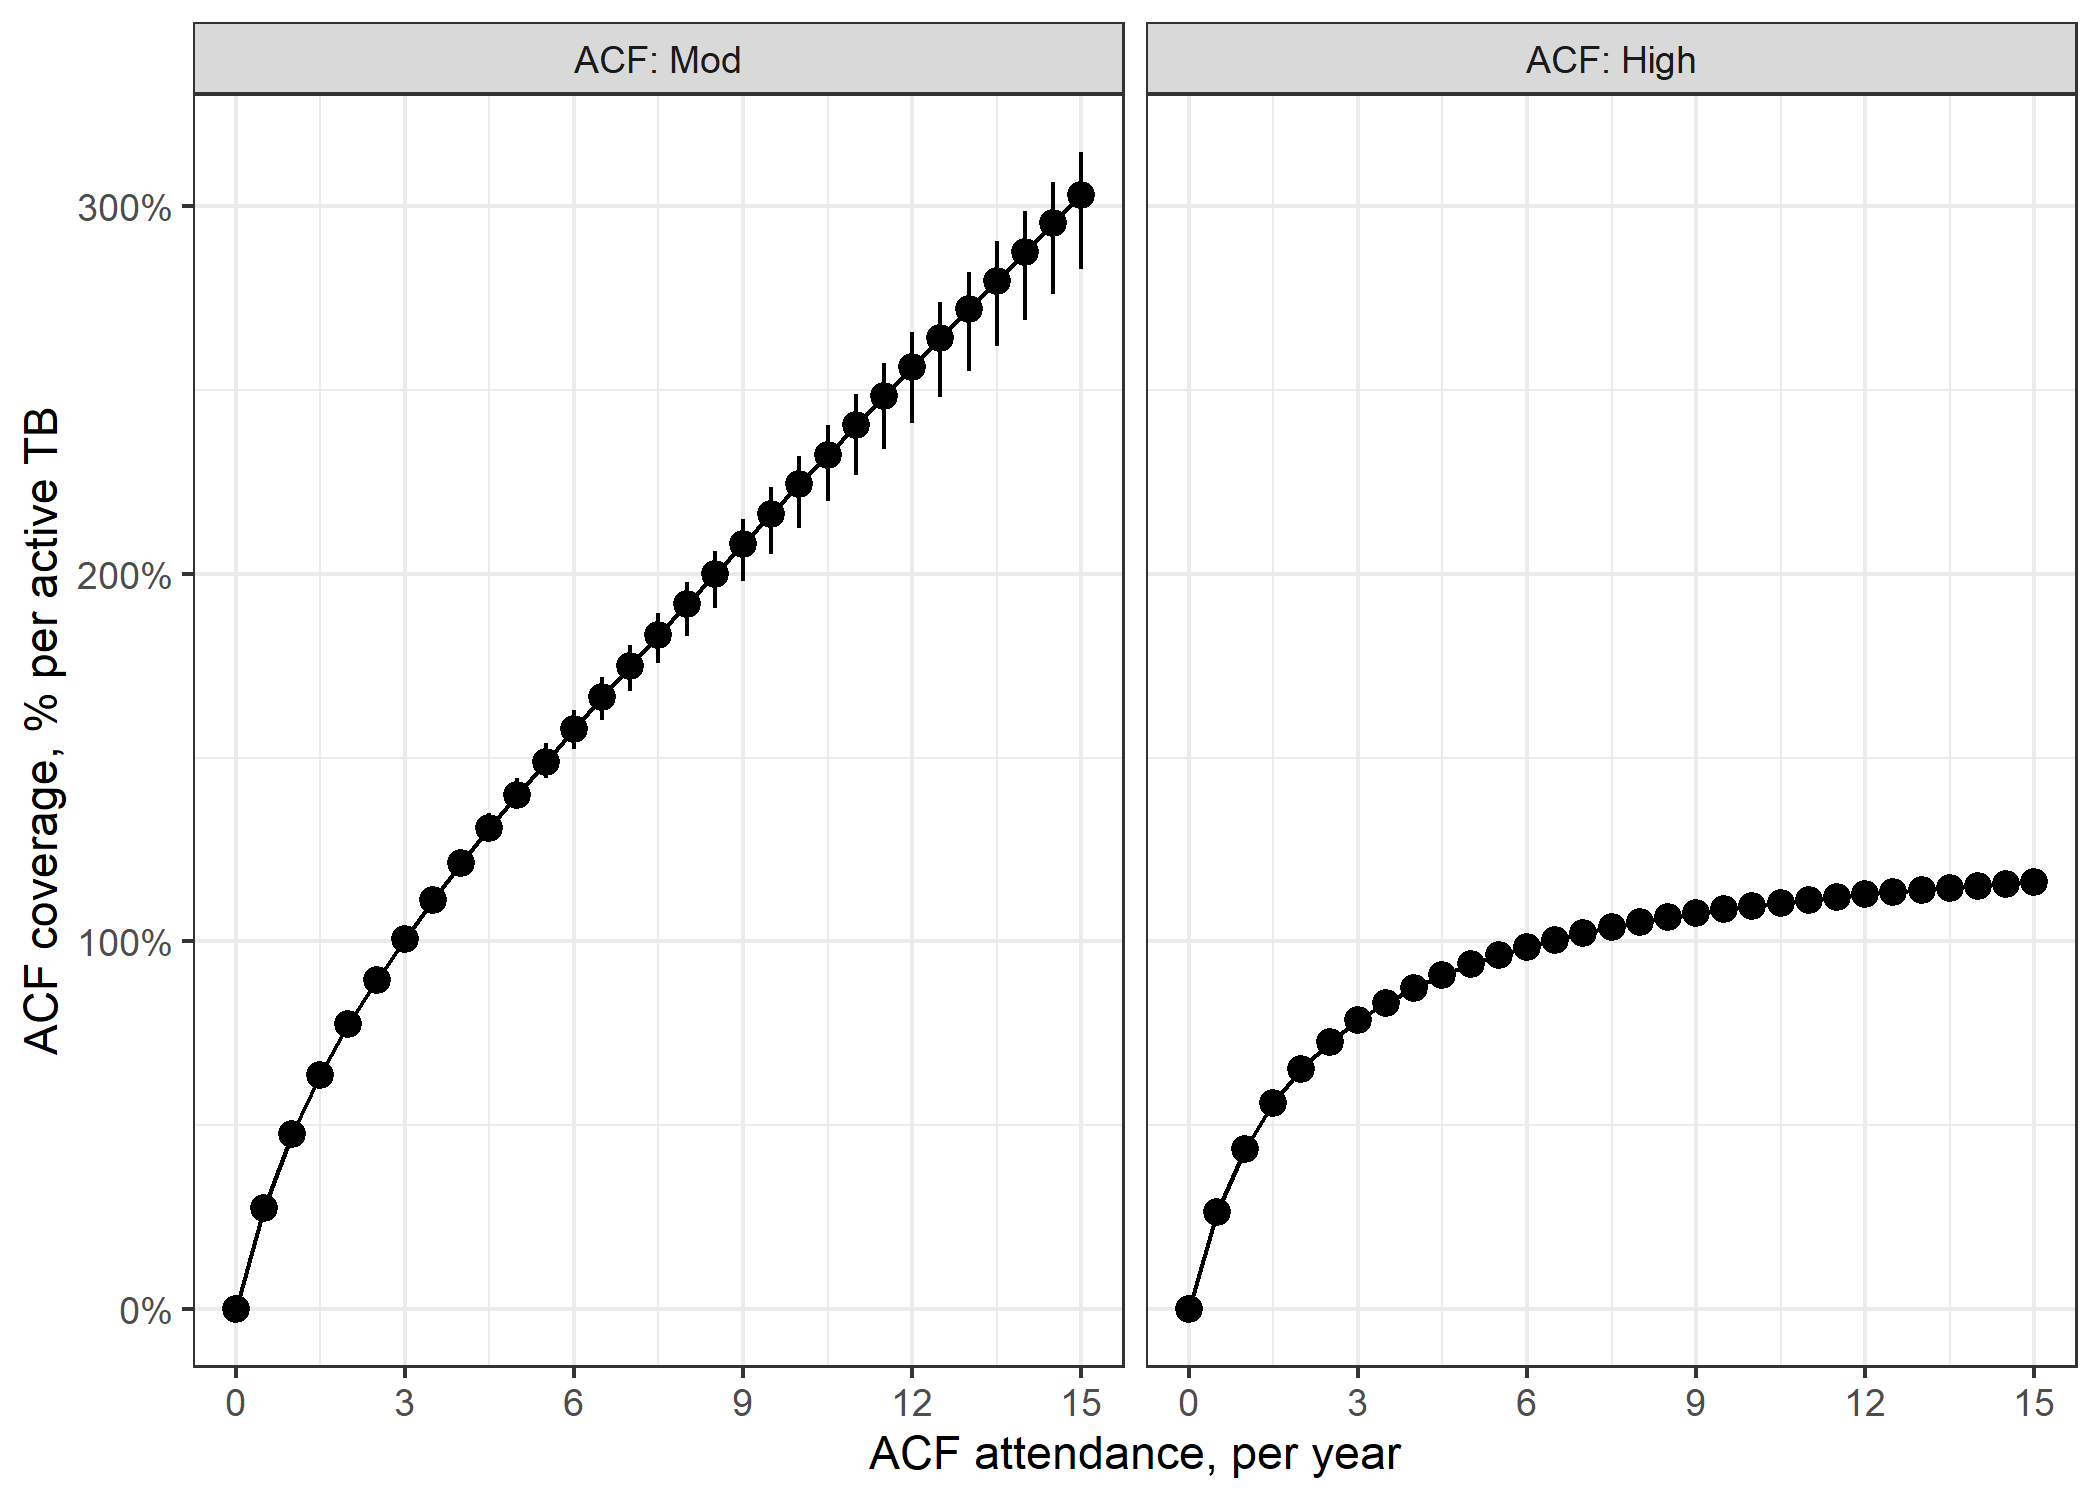 ACF: Mod
ACF: High
ACF coverage, % per active TB
300%
200%
100%
0%
0 3 6 9 12 15
0 3 6 9 12 15
ACF attendance, per year